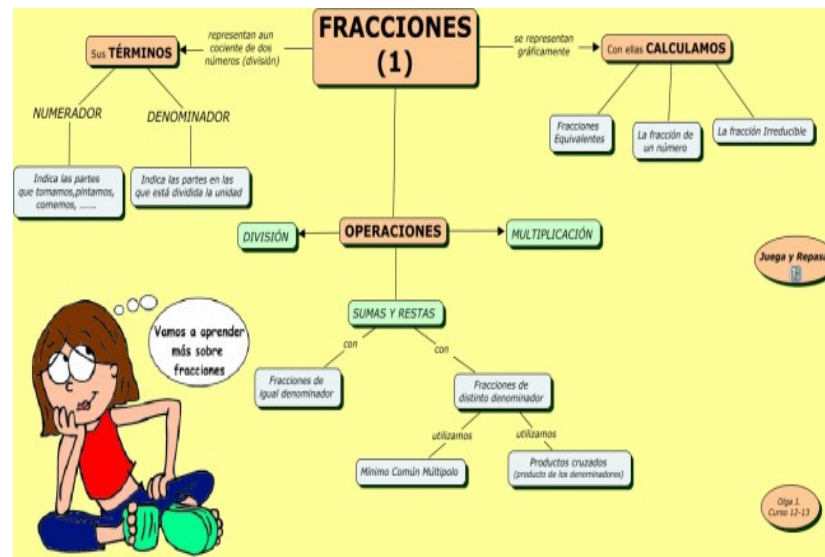 FRACCIONES
(1)
representan aun
cociente de dos
números (división)
Sus TÉRMINOS
se representan
gráficamente
Con ellas CALCULAMOS
NUMERADOR
DENOMINADOR
Indica las partes
que tomamos,pintamos,
comemos, ......
Indica las partes en las
que está dividida la unidad
Fracciones
Equivalentes
La fracción de
un número
La fracción Irreducible
DIVISIÓN
OPERACIONES
MULTIPLICACIÓN
Juega y Repasa
SUMAS Y RESTAS
Vamos a aprender
más sobre
fracciones
con
con
Fracciones de
igual denominador
Fracciones de
distinto denominador
utilizamos
utilizamos
Mínimo Común Múltipolo
Productos cruzados
(producto de los denominadores)
Olga J.
Curso 12-13